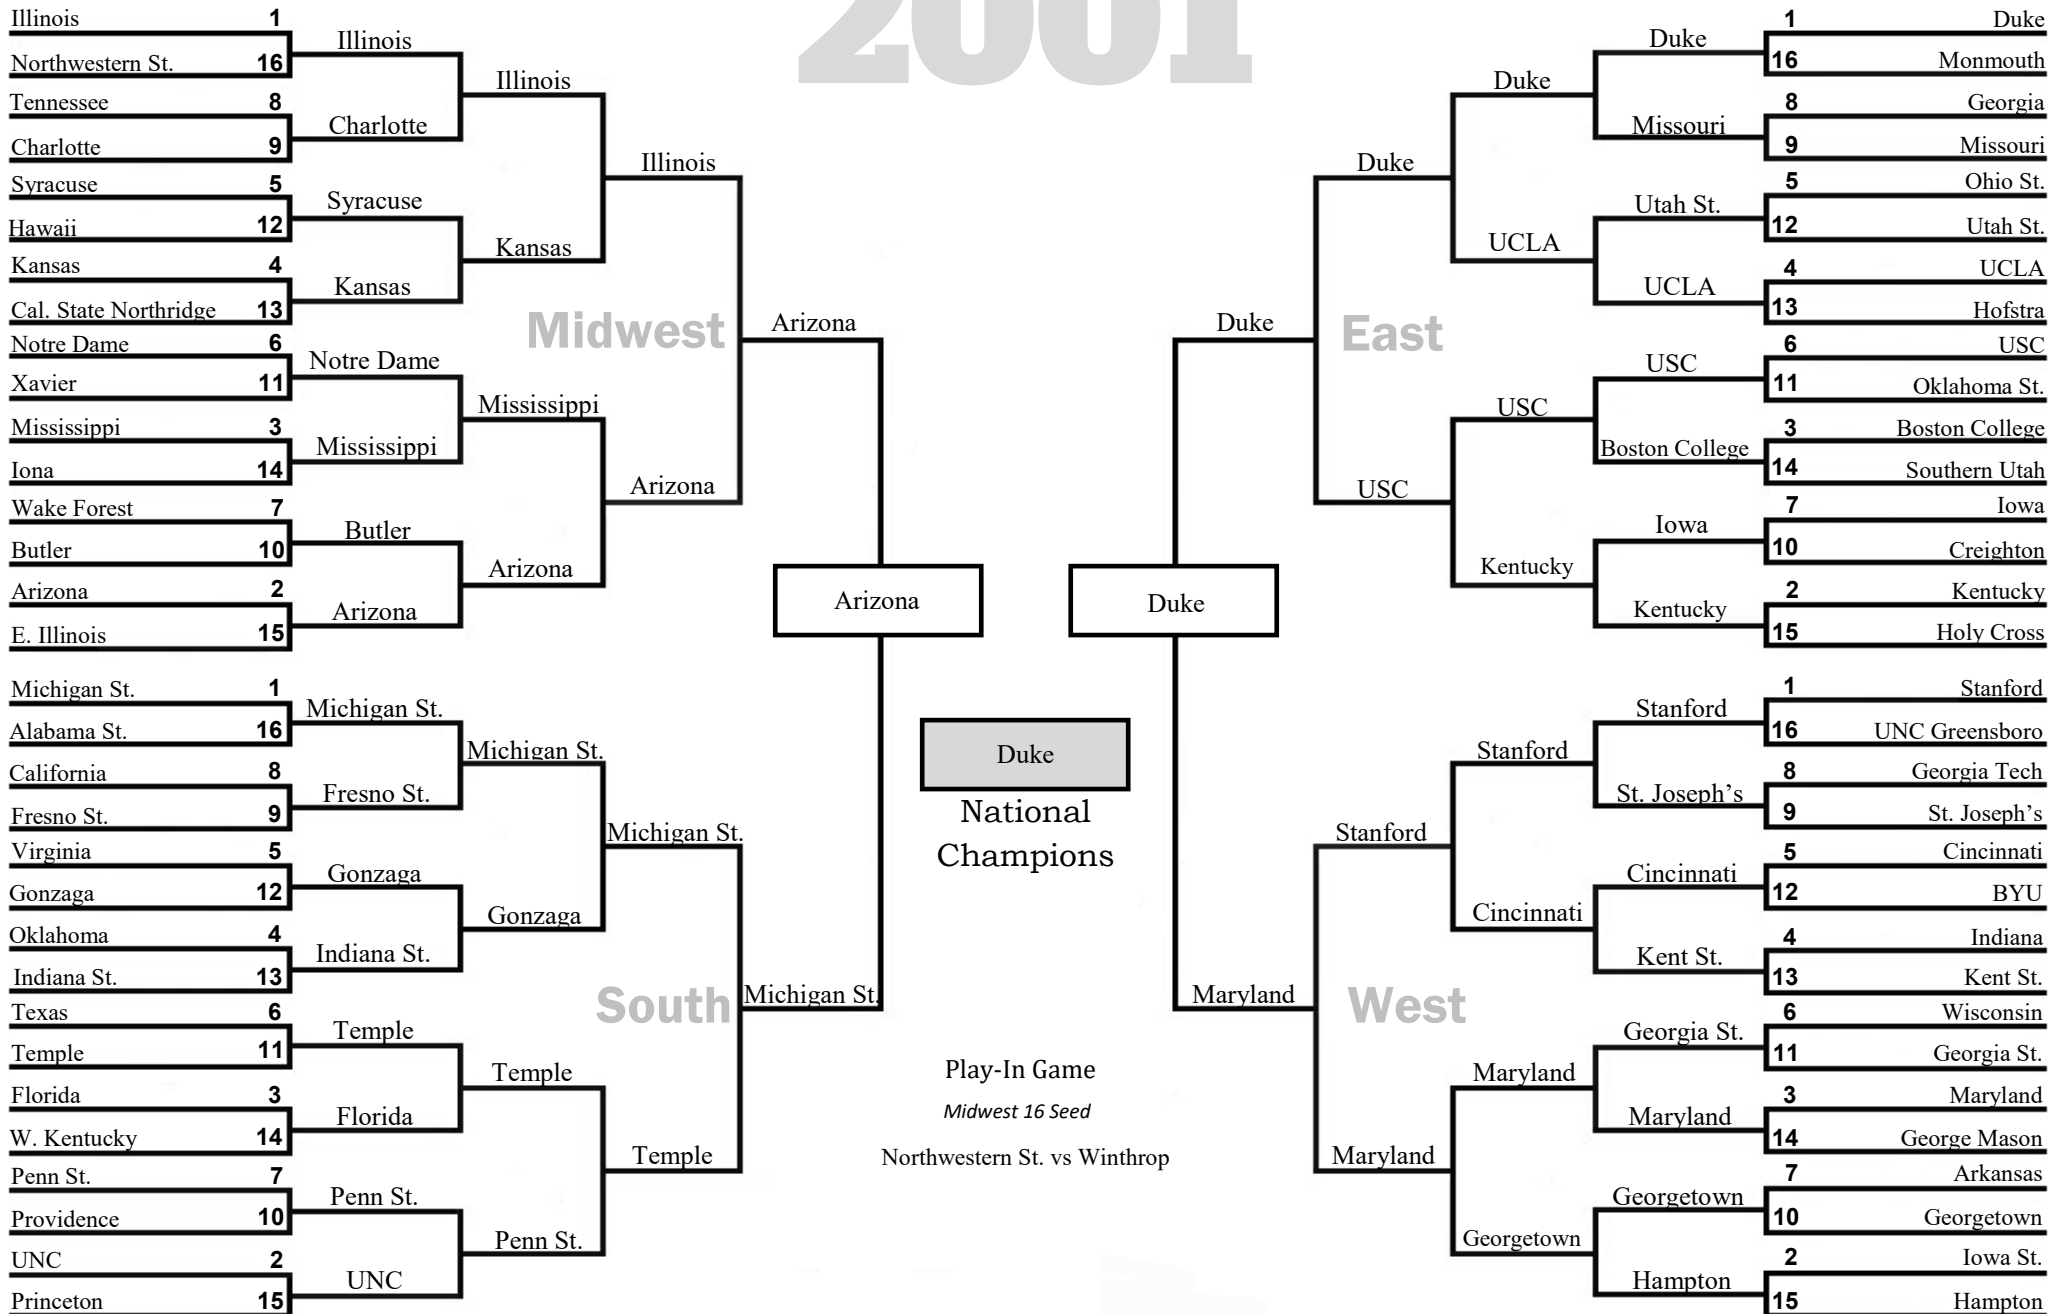 2001
Illinois 1
Northwestern St. 16
Tennessee 8
Charlotte 9
Syracuse 5
Hawaii 12
Kansas 4
Cal. State Northridge 13
Notre Dame 6
Xavier 11
Mississippi 3
Iona 14
Wake Forest 7
Butler 10
Arizona 2
E. Illinois 15
Illinois
Charlotte
Syracuse
Kansas
Notre Dame
Mississippi
Butler
Arizona
Illinois
Kansas
Mississippi
Arizona
Illinois
Arizona
Midwest
Arizona
Michigan St. 1
Alabama St. 16
California 8
Fresno St. 9
Virginia 5
Gonzaga 12
Oklahoma 4
Indiana St. 13
Texas 6
Temple 11
Florida 3
W. Kentucky 14
Penn St. 7
Providence 10
UNC 2
Princeton 15
Michigan St.
Fresno St.
Gonzaga
Indiana St.
Temple
Florida
Penn St.
UNC
Michigan St.
Gonzaga
Temple
Penn St.
Michigan St.
Temple
South
Michigan St.
Arizona
Duke
Duke
National
Champions
Play-In Game
Midwest 16 Seed
Northwestern St. vs Winthrop
1 Duke
16 Monmouth
8 Georgia
9 Missouri
5 Ohio St.
12 Utah St.
4 UCLA
13 Hofstra
6 USC
11 Oklahoma St.
3 Boston College
14 Southern Utah
7 Iowa
10 Creighton
2 Kentucky
15 Holy Cross
Duke
Missouri
Utah St.
UCLA
USC
Boston College
Iowa
Kentucky
Duke
UCLA
USC
Kentucky
Duke
USC
East
Duke
1 Stanford
16 UNC Greensboro
8 Georgia Tech
9 St. Joseph’s
5 Cincinnati
12 BYU
4 Indiana
13 Kent St.
6 Wisconsin
11 Georgia St.
3 Maryland
14 George Mason
7 Arkansas
10 Georgetown
2 Iowa St.
15 Hampton
Stanford
St. Joseph’s
Cincinnati
Kent St.
Georgia St.
Maryland
Georgetown
Hampton
Stanford
Cincinnati
Maryland
Georgetown
Stanford
Maryland
West
Maryland